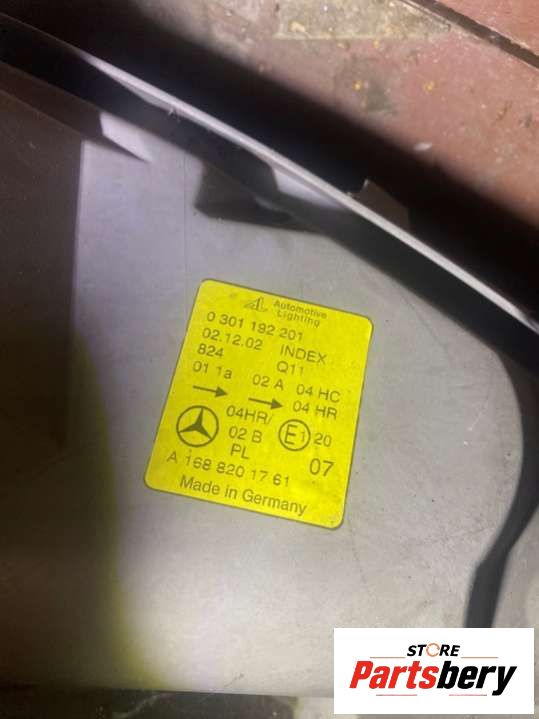 Automotive
Lighting
0 301 192 201
02.12.02 INDEX
824 Q11
01 1a 02 A 04 HC
04 HR
04HR/
02 B E1 20
PL 07
A 168 820 17 61
Made in Germany
STORE
Partsbery